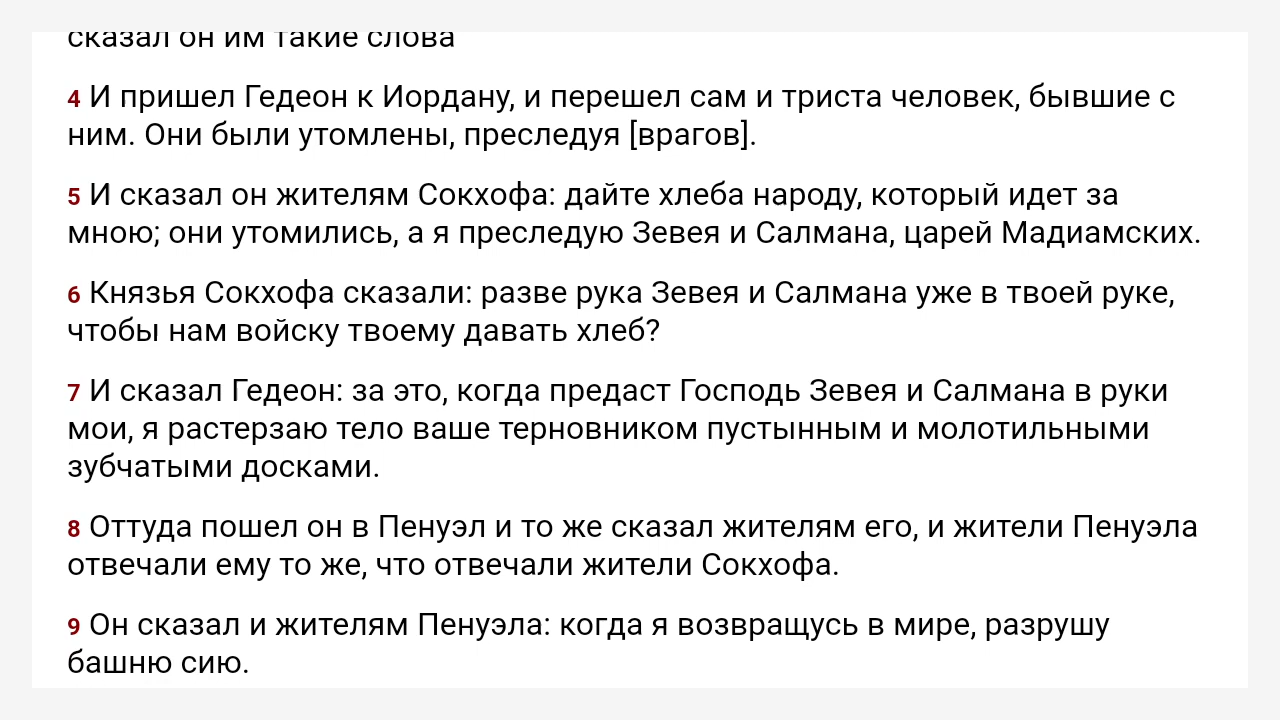 сказал он им такие слова
4 И пришел Гедеон к Иордану, и перешел сам и триста человек, бывшие с
ним. Они были утомлены, преследуя [врагов].
5 И сказал он жителям Сокхофа: дайте хлеба народу, который идет за
мною; они утомились, а я преследую Зевея и Салмана, царей Мадиамских.
6 Князья Сокхофа сказали: разве рука Зевея и Салмана уже в твоей руке,
чтобы нам войску твоему давать хлеб?
7 И сказал Гедеон: за это, когда предаст Господь Зевея и Салмана в руки
мои, я растерзаю тело ваше терновником пустынным и молотильными
зубчатыми досками.
8 Оттуда пошел он в Пенуэл и то же сказал жителям его, и жители Пенуэла
отвечали ему то же, что отвечали жители Сокхофа.
9 Он сказал и жителям Пенуэла: когда я возвращусь в мире, разрушу
башню сию.